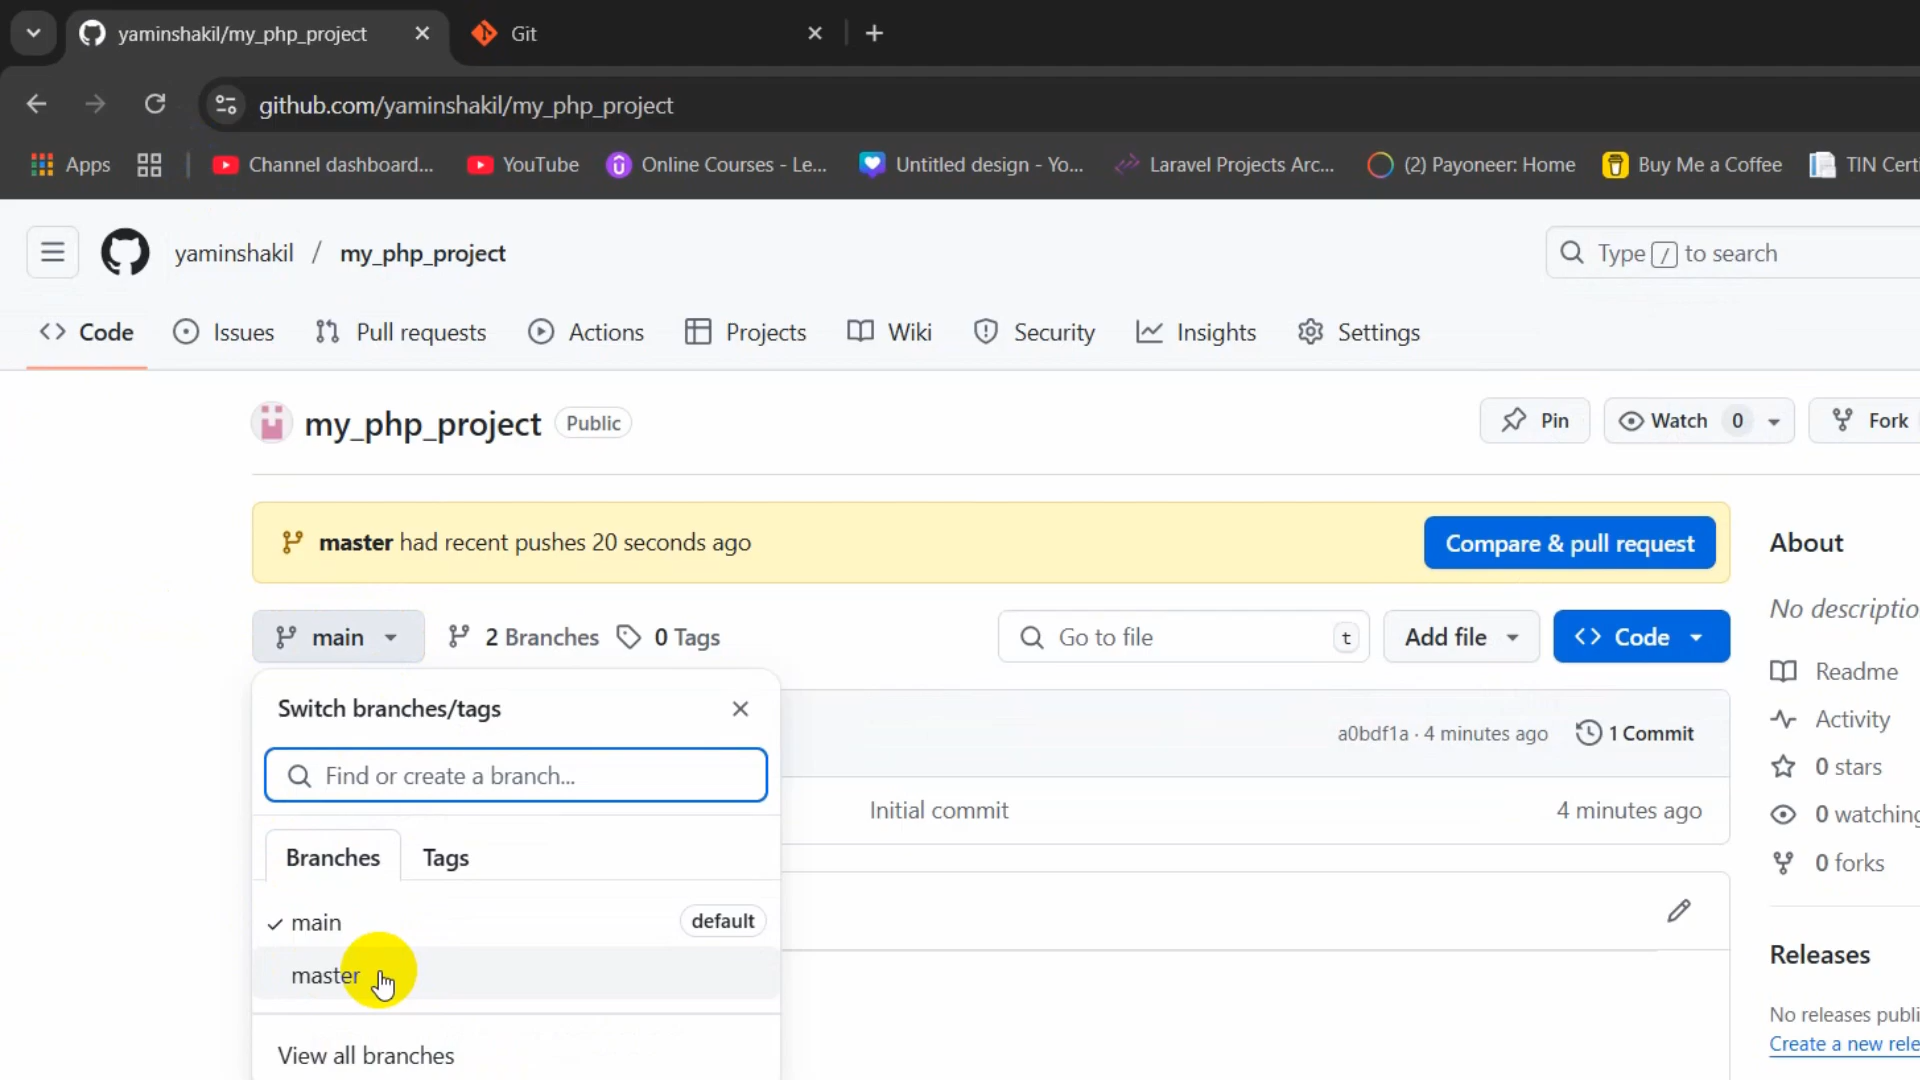 yaminshakil/my_php_project
Git
github.com/yaminshakil/my_php_project
Apps
Channel dashboard...
YouTube
Online Courses - Le...
Untitled design - Yo...
Laravel Projects Arc...
(2) Payoneer: Home
Buy Me a Coffee
TIN Certi
yaminshakil / my_php_project
Type / to search
Code
Issues
Pull requests
Actions
Projects
Wiki
Security
Insights
Settings
my_php_project
Public
Pin
Watch 0
Fork
master had recent pushes 20 seconds ago
Compare & pull request
main
2 Branches
0 Tags
Go to file
t
Add file
Code
Switch branches/tags
Find or create a branch...
Branches
Tags
main
default
master
View all branches
a0bdf1a · 4 minutes ago
1 Commit
Initial commit
4 minutes ago
About
No descriptio
Readme
Activity
0 stars
0 watching
0 forks
Releases
No releases publi
Create a new rele